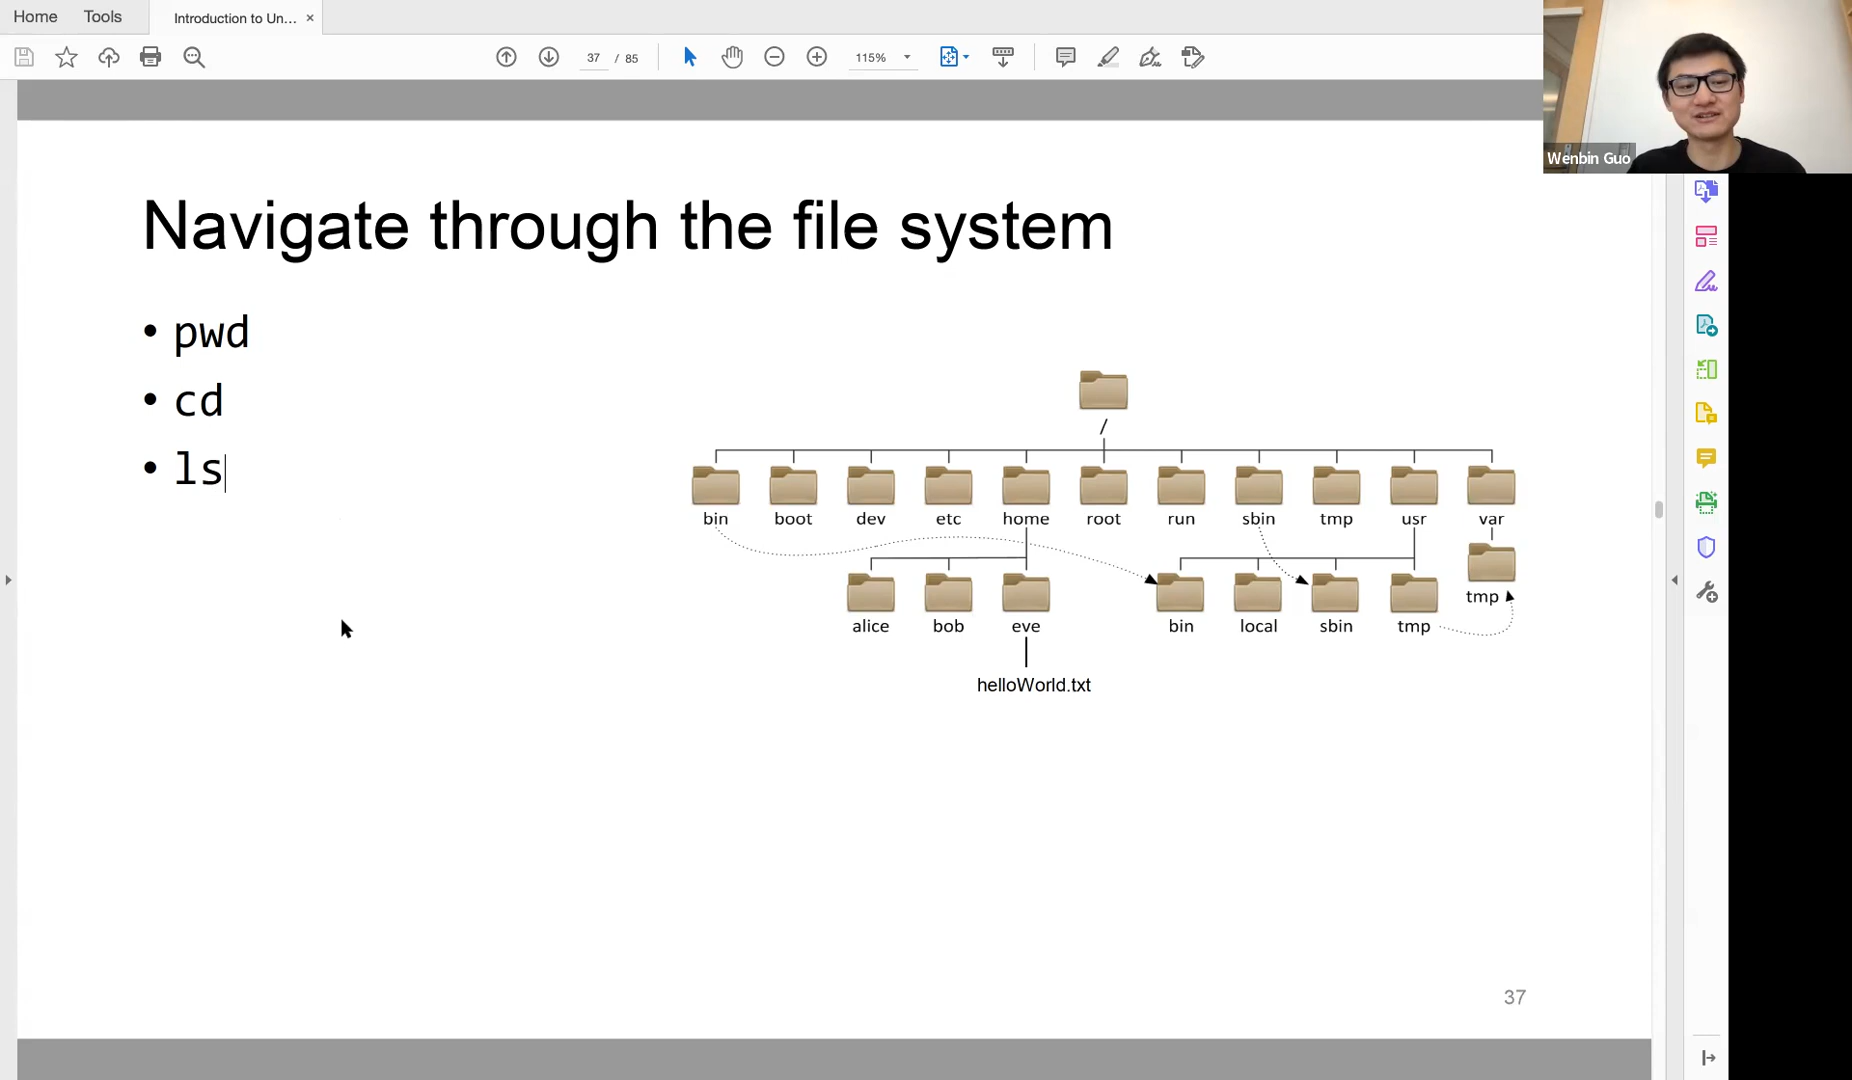 Home Tools Introduction to Un... ×
37 / 85 115%
Wenbin Guo
Navigate through the file system
• pwd
• cd
• ls
/
bin boot dev etc home root run sbin tmp usr var
tmp
alice bob eve bin local sbin tmp
helloWorld.txt
37